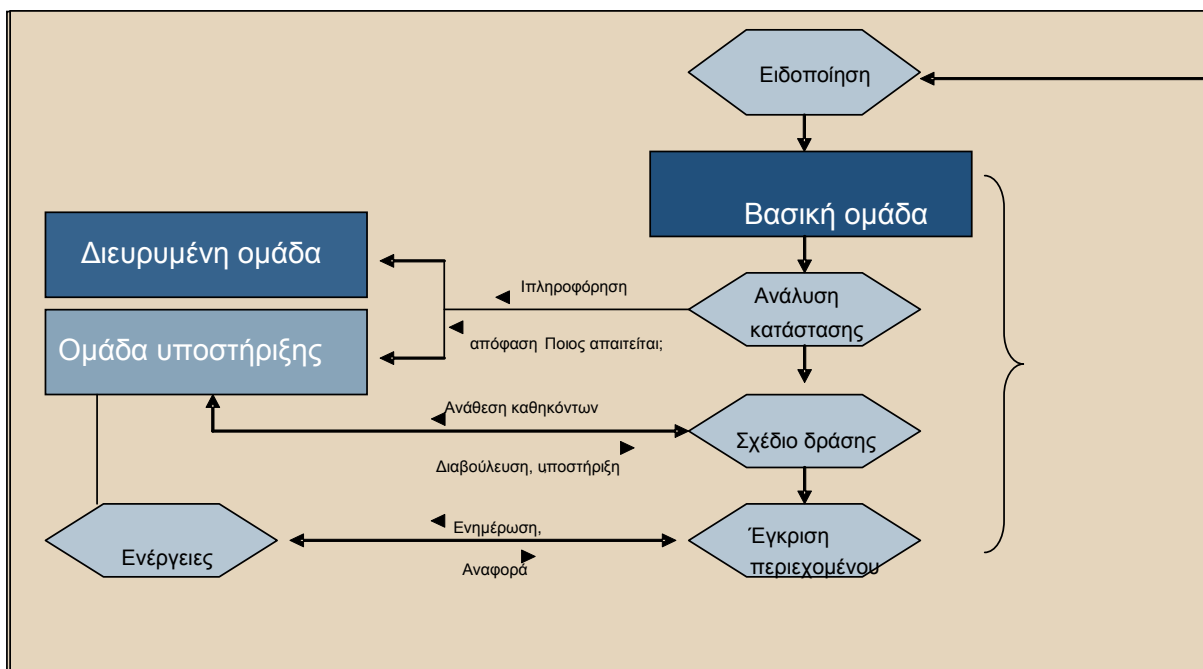 Ειδοποίηση
Βασική ομάδα
Διευρυμένη ομάδα
Ιπληροφόρηση
Ανάλυση
κατάστασης
Ομάδα υποστήριξης
απόφαση Ποιος απαιτείται;
Ανάθεση καθηκόντων
Σχέδιο δράσης
Διαβούλευση, υποστήριξη
Ενέργειες
Ενημέρωση,
Αναφορά
Έγκριση
περιεχομένου